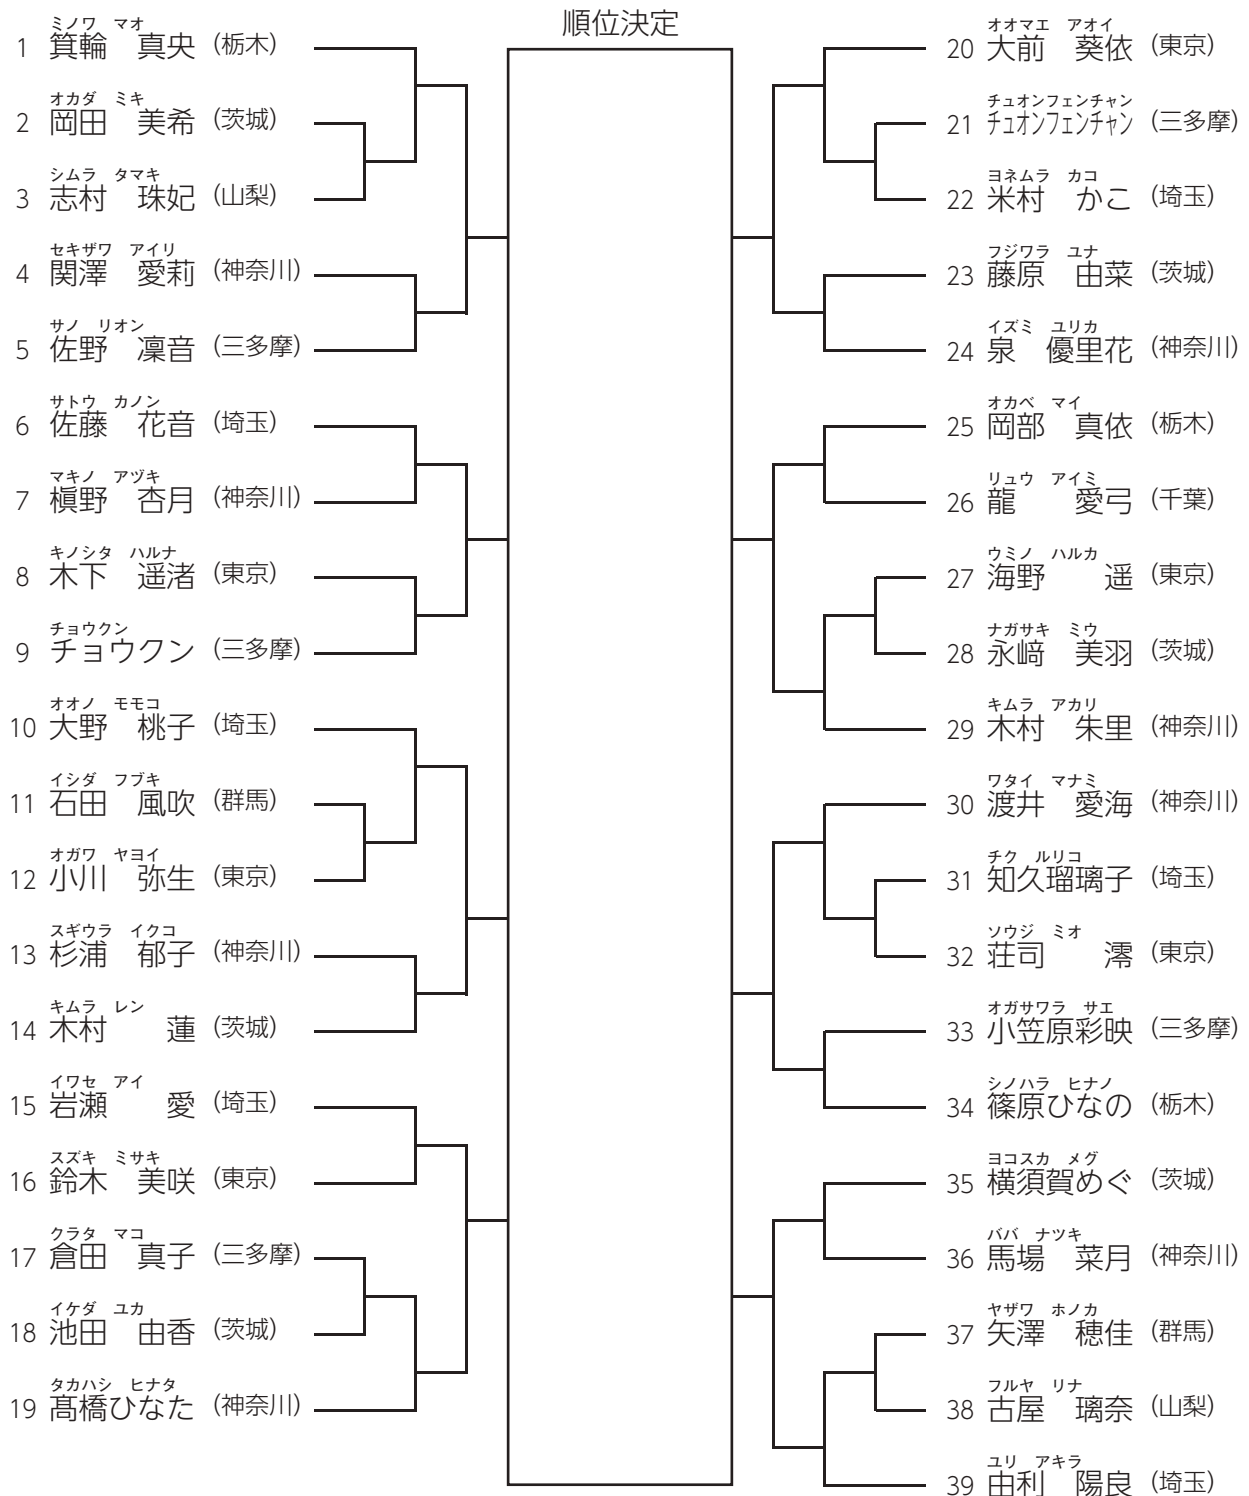 順位決定
ミノワ マオ
1 箕輪 真央 (栃木)
オカダ ミキ
2 岡田 美希 (茨城)
シムラ タマキ
3 志村 珠妃 (山梨)
セキザワ アイリ
4 関澤 愛莉 (神奈川)
サノ リオン
5 佐野 凜音 (三多摩)
サトウ カノン
6 佐藤 花音 (埼玉)
マキノ アヅキ
7 槇野 杏月 (神奈川)
キノシタ ハルナ
8 木下 遥渚 (東京)
チョウクン
9 チョウクン (三多摩)
オオノ モモコ
10 大野 桃子 (埼玉)
イシダ フブキ
11 石田 風吹 (群馬)
オガワ ヤヨイ
12 小川 弥生 (東京)
スギウラ イクコ
13 杉浦 郁子 (神奈川)
キムラ レン
14 木村 蓮 (茨城)
イワセ アイ
15 岩瀬 愛 (埼玉)
スズキ ミサキ
16 鈴木 美咲 (東京)
クラタ マコ
17 倉田 真子 (三多摩)
イケダ ユカ
18 池田 由香 (茨城)
タカハシ ヒナタ
19 髙橋ひなた (神奈川)
オオマエ アオイ
20 大前 葵依 (東京)
チュオンフェンチャン
21 チュオンフェンチャン (三多摩)
ヨネムラ カコ
22 米村 かこ (埼玉)
フジワラ ユナ
23 藤原 由菜 (茨城)
イズミ ユリカ
24 泉 優里花 (神奈川)
オカベ マイ
25 岡部 真依 (栃木)
リュウ アイミ
26 龍 愛弓 (千葉)
ウミノ ハルカ
27 海野 遥 (東京)
ナガサキ ミウ
28 永﨑 美羽 (茨城)
キムラ アカリ
29 木村 朱里 (神奈川)
ワタイ マナミ
30 渡井 愛海 (神奈川)
チク ルリコ
31 知久瑠璃子 (埼玉)
ソウジ ミオ
32 荘司 澪 (東京)
オガサワラ サエ
33 小笠原彩映 (三多摩)
シノハラ ヒナノ
34 篠原ひなの (栃木)
ヨコスカ メグ
35 横須賀めぐ (茨城)
ババ ナツキ
36 馬場 菜月 (神奈川)
ヤザワ ホノカ
37 矢澤 穂佳 (群馬)
フルヤ リナ
38 古屋 璃奈 (山梨)
ユリ アキラ
39 由利 陽良 (埼玉)